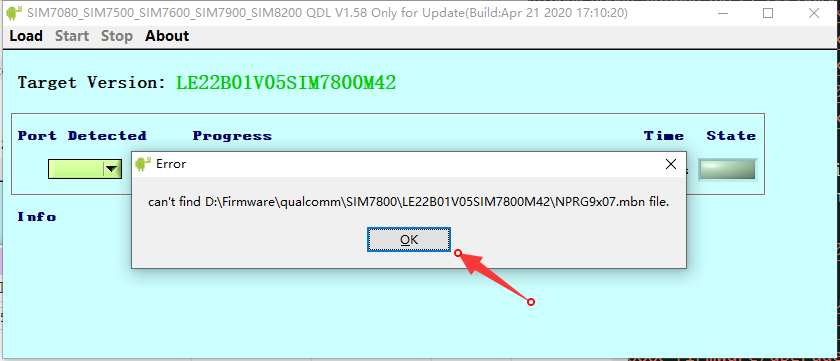 SIM7080_SIM7500_SIM7600_SIM7900_SIM8200 QDL V1.58 Only for Update(Build:Apr 21 2020 17:10:20)
Load Start Stop About
Target Version: LE22B01V05SIM7800M42
Port Detected Progress Time State
Error
can't find D:\Firmware\qualcomm\SIM7800\LE22B01V05SIM7800M42\NPRG9x07.mbn file.
OK
Info